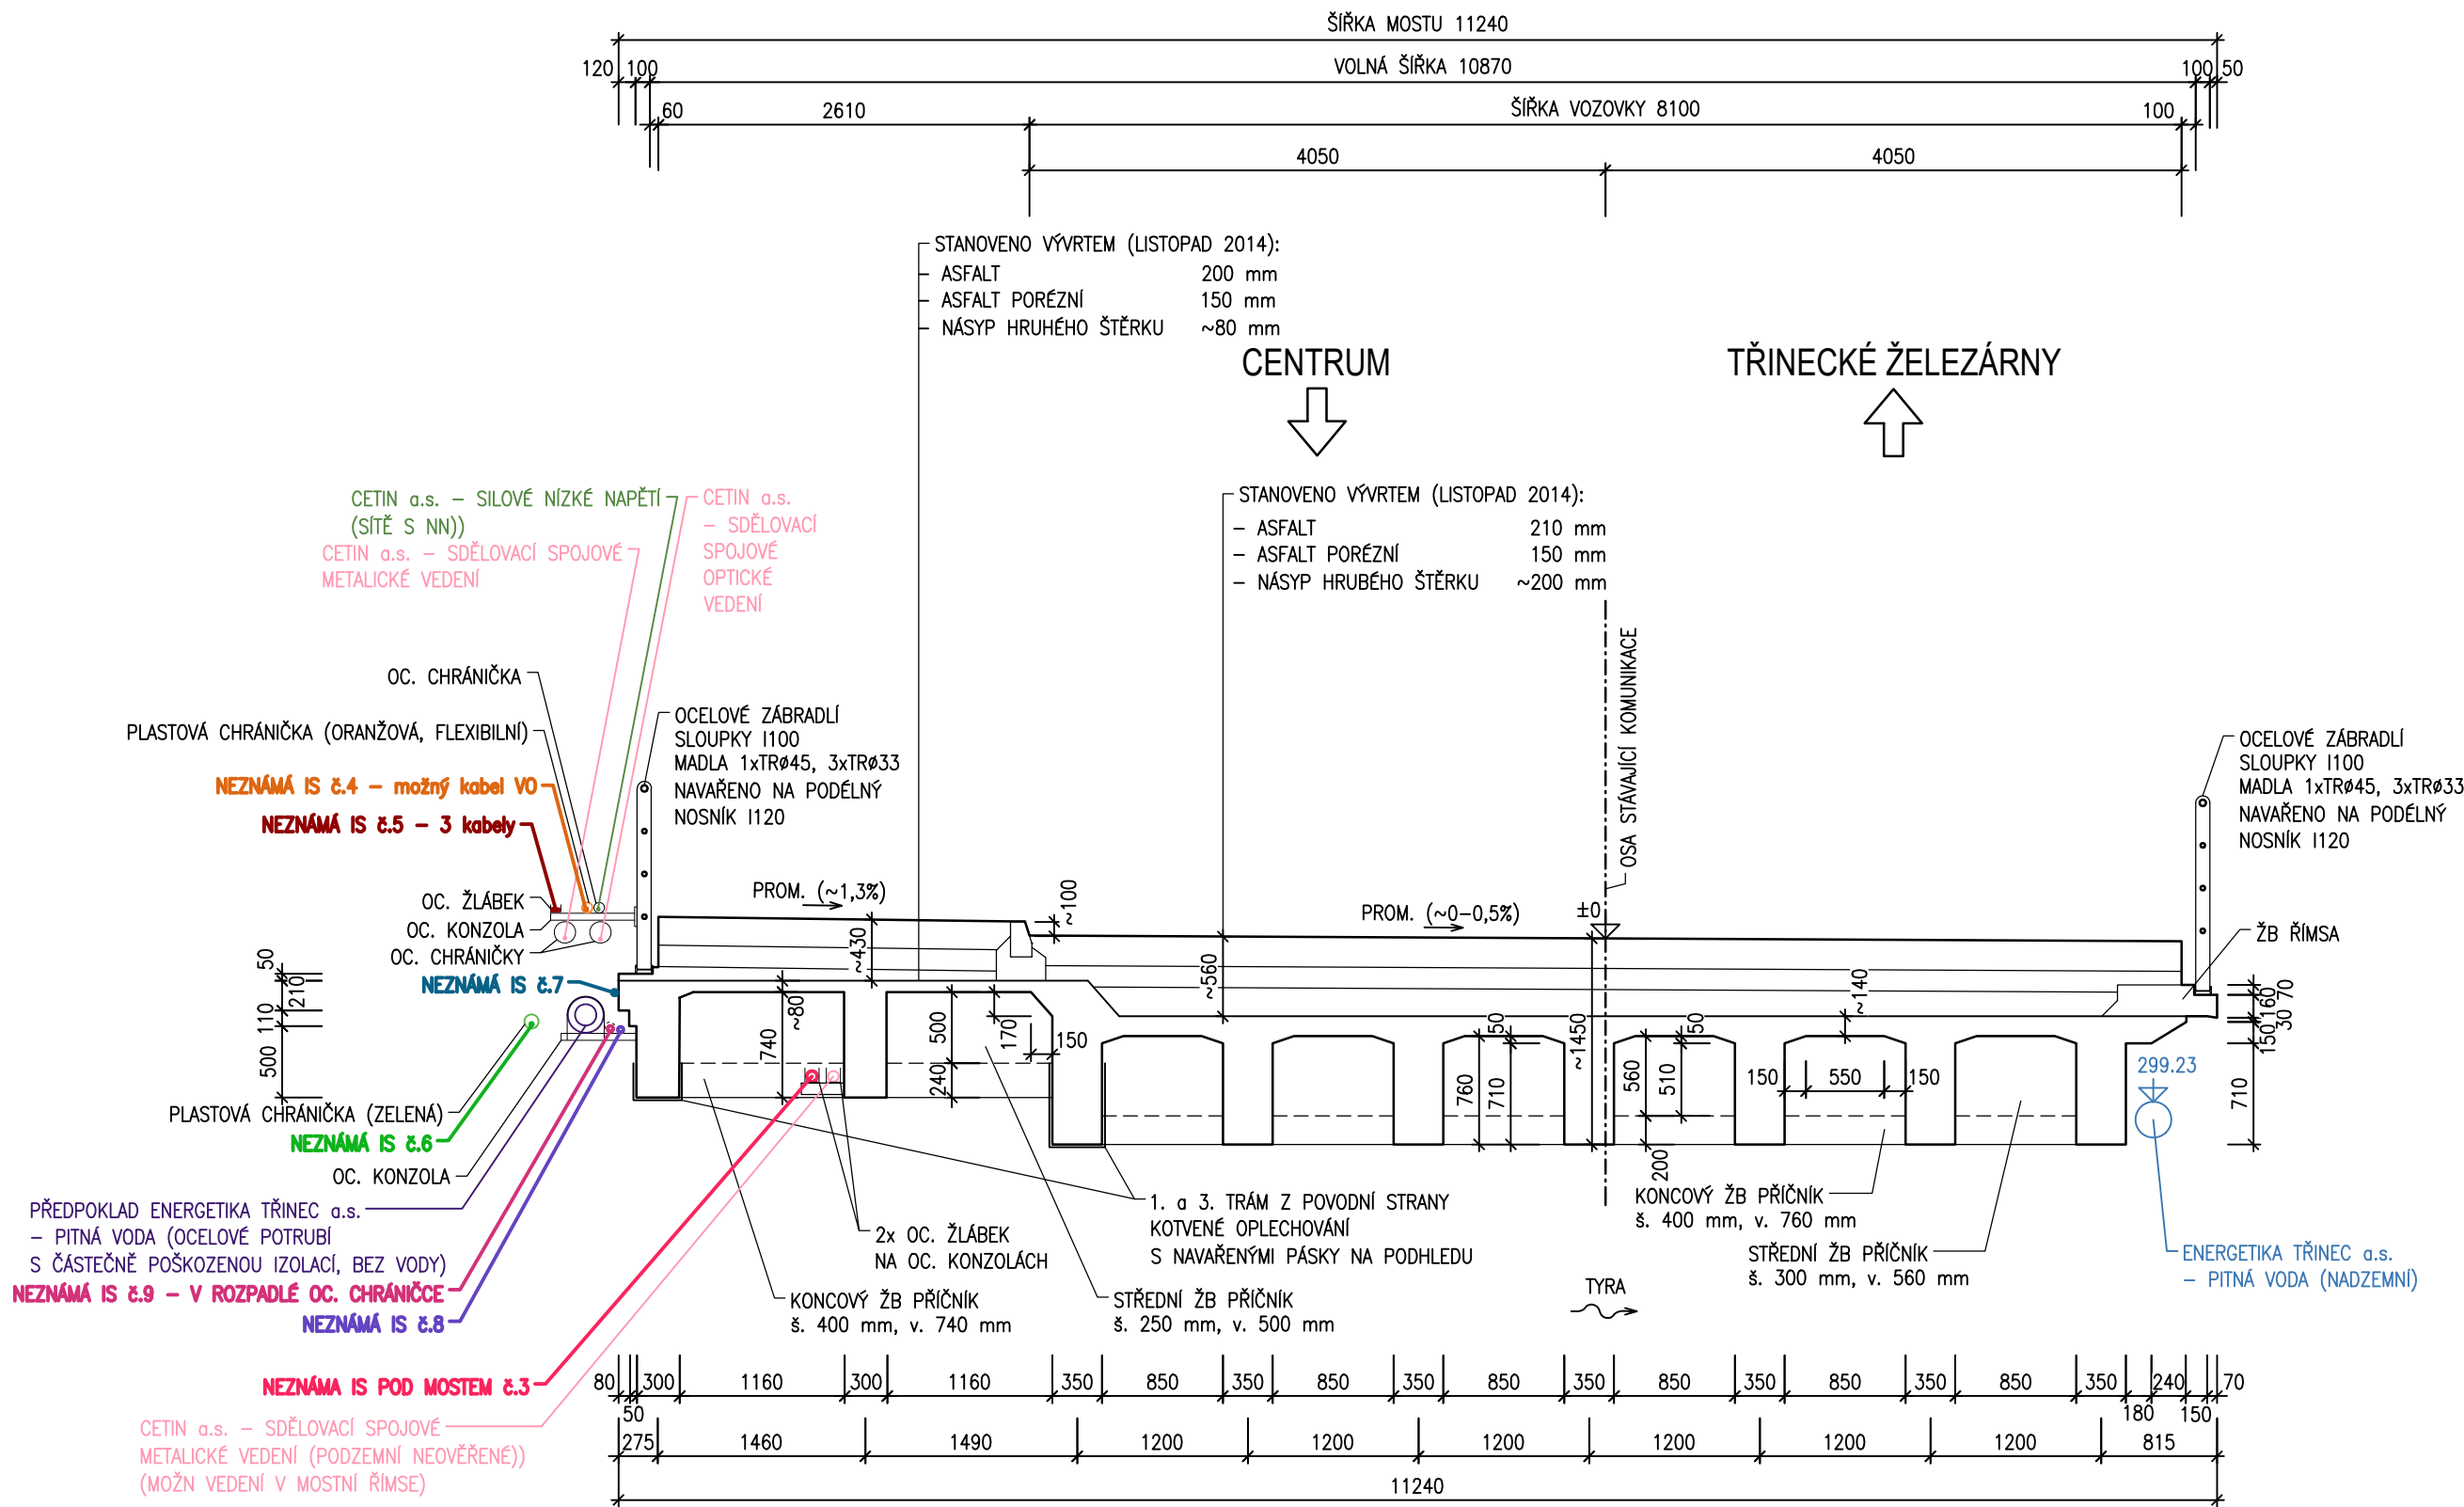 ŠÍŘKA MOSTU 11240
120 100 VOLNÁ ŠÍŘKA 10870 100 50
60 2610 ŠÍŘKA VOZOVKY 8100 100
4050 4050
STANOVENO VÝVRTEM (LISTOPAD 2014):
- ASFALT 200 mm
- ASFALT PORÉZNÍ 150 mm
- NÁSYP HRUHÉHO ŠTĚRKU ~80 mm
CENTRUM
TŘINECKÉ ŽELEZÁRNY
STANOVENO VÝVRTEM (LISTOPAD 2014):
- ASFALT 210 mm
- ASFALT PORÉZNÍ 150 mm
- NÁSYP HRUBÉHO ŠTĚRKU ~200 mm
CETIN a.s. - SILOVÉ NÍZKÉ NAPĚTÍ
(SÍTĚ S NN))
CETIN a.s. - SDĚLOVACÍ SPOJOVÉ
METALICKÉ VEDENÍ
CETIN a.s.
- SDĚLOVACÍ
SPOJOVÉ
OPTICKÉ
VEDENÍ
OC. CHRÁNIČKA
PLASTOVÁ CHRÁNIČKA (ORANŽOVÁ, FLEXIBILNÍ)
NEZNÁMÁ IS č.4 - možný kabel VO
NEZNÁMÁ IS č.5 - 3 kabely
OC. ŽLÁBEK
OC. KONZOLA
OC. CHRÁNIČKY
NEZNÁMÁ IS č.7
OCELOVÉ ZÁBRADLÍ
SLOUPKY I100
MADLA 1xTRø45, 3xTRø33
NAVAŘENO NA PODÉLNÝ
NOSNÍK I120
OSA STÁVAJÍCÍ KOMUNIKACE
OCELOVÉ ZÁBRADLÍ
SLOUPKY I100
MADLA 1xTRø45, 3xTRø33
NAVAŘENO NA PODÉLNÝ
NOSNÍK I120
PROM. (~1,3%)
~100
PROM. (~0-0,5%)
±0
ŽB ŘÍMSA
50
210
110
500
~430
~80
740
500
240
170
150
~560
760
50
710
~1450
560
50
510
200
~140
150 550 150
70
160
30
150
710
299.23
PLASTOVÁ CHRÁNIČKA (ZELENÁ)
NEZNÁMÁ IS č.6
OC. KONZOLA
PŘEDPOKLAD ENERGETIKA TŘINEC a.s.
- PITNÁ VODA (OCELOVÉ POTRUBÍ
S ČÁSTEČNĚ POŠKOZENOU IZOLACÍ, BEZ VODY)
NEZNÁMÁ IS č.9 - V ROZPADLÉ OC. CHRÁNIČCE
NEZNÁMÁ IS č.8
2x OC. ŽLÁBEK
NA OC. KONZOLÁCH
KONCOVÝ ŽB PŘÍČNÍK
š. 400 mm, v. 740 mm
1. a 3. TRÁM Z POVODNÍ STRANY
KOTVENÉ OPLECHOVÁNÍ
S NAVAŘENÝMI PÁSKY NA PODHLEDU
STŘEDNÍ ŽB PŘÍČNÍK
š. 250 mm, v. 500 mm
KONCOVÝ ŽB PŘÍČNÍK
š. 400 mm, v. 760 mm
STŘEDNÍ ŽB PŘÍČNÍK
š. 300 mm, v. 560 mm
TYRA
ENERGETIKA TŘINEC a.s.
- PITNÁ VODA (NADZEMNÍ)
NEZNÁMA IS POD MOSTEM č.3
CETIN a.s. - SDĚLOVACÍ SPOJOVÉ
METALICKÉ VEDENÍ (PODZEMNÍ NEOVĚŘENÉ))
(MOŽN VEDENÍ V MOSTNÍ ŘÍMSE)
80 300 1160 300 1160 350 850 350 850 350 850 350 850 350 850 350 850 350 240 70
50 180 150
275 1460 1490 1200 1200 1200 1200 1200 1200 815
11240